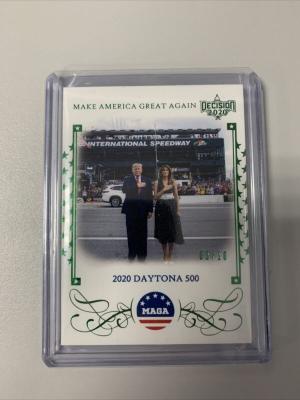 MAKE AMERICA GREAT AGAIN
DECISION
2020
INTERNATIONAL SPEEDWAY
2020 DAYTONA 500
MAGA